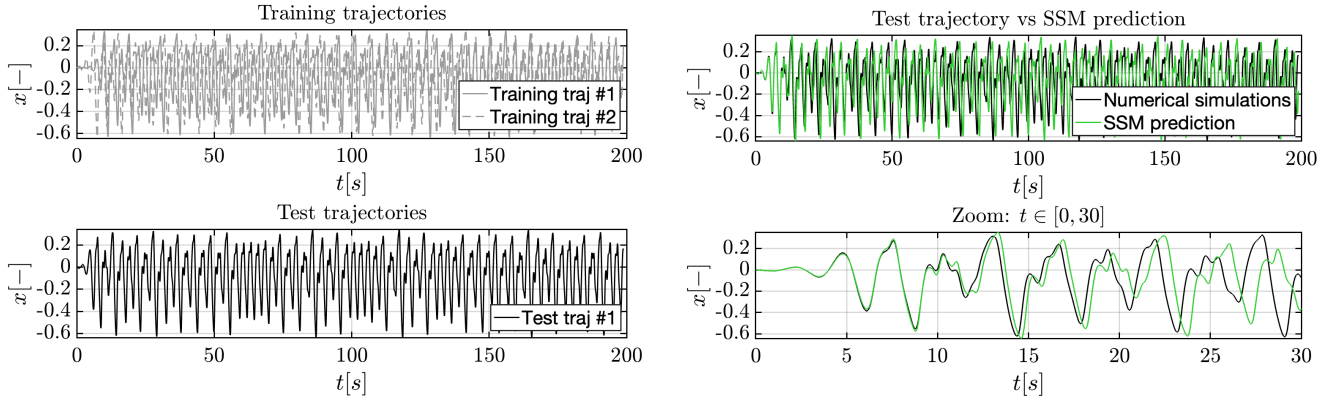 Training trajectories
0.2
0
-0.2
-0.4
-0.6
x[−]
Training traj #1
Training traj #2
0 50 100 150 200
t[s]
Test trajectories
0.2
0
-0.2
-0.4
-0.6
x[−]
Test traj #1
0 50 100 150 200
t[s]
Test trajectory vs SSM prediction
0.2
0
-0.2
-0.4
-0.6
x[−]
Numerical simulations
SSM prediction
0 50 100 150 200
t[s]
Zoom: t ∈ [0, 30]
0.2
0
-0.2
-0.4
-0.6
x[−]
0 5 10 15 20 25 30
t[s]